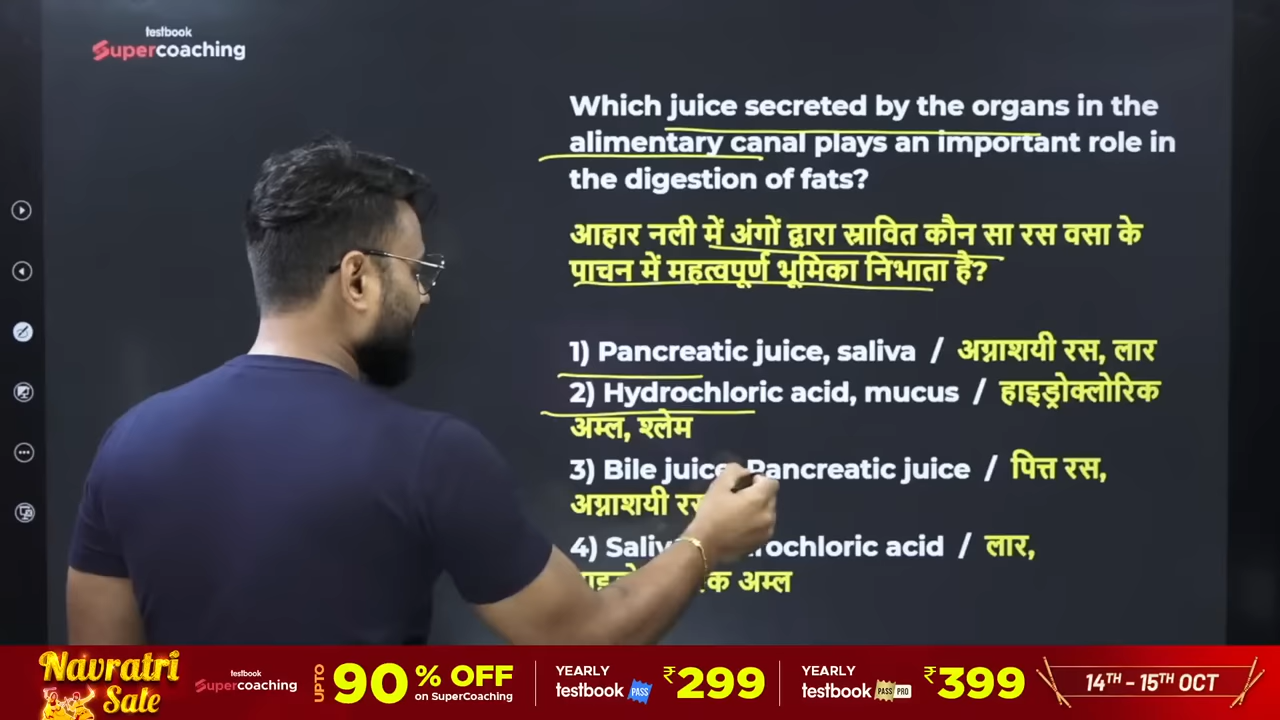 testbook
Supercoaching
Which juice secreted by the organs in the
alimentary canal plays an important role in
the digestion of fats?
आहार नली में अंगों द्वारा स्रावित कौन सा रस वसा के
पाचन में महत्वपूर्ण भूमिका निभाता है?
1) Pancreatic juice, saliva / अग्नाशयी रस, लार
2) Hydrochloric acid, mucus / हाइड्रोक्लोरिक
अम्ल, श्लेम
3) Bile juice, Pancreatic juice / पित्त रस,
अग्नाशयी रस
4) acid / लार,
अम्ल
Navratri
Sale
testbook
Supercoaching
UPTO 90% OFF
on SuperCoaching
YEARLY
testbook PASS
₹299
YEARLY
testbook PASS PRO
₹399
14TH - 15TH OCT